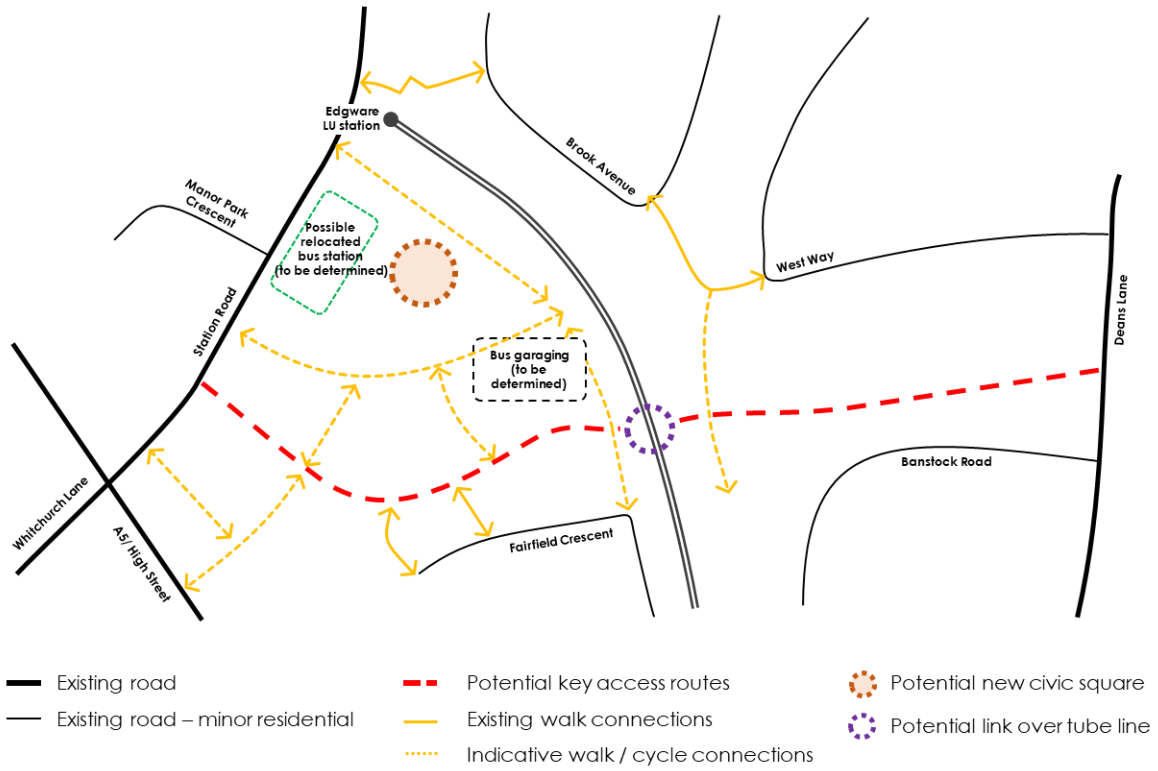 Edgware
LU station
Brook Avenue
Manor Park
Crescent
Possible
relocated
bus station
(to be determined)
West Way
Station Road
Deans Lane
Bus garaging
(to be
determined)
Banstock Road
Whitchurch Lane
A5/ High Street
Fairfield Crescent
Existing road
Existing road – minor residential
Potential key access routes
Existing walk connections
Indicative walk / cycle connections
Potential new civic square
Potential link over tube line